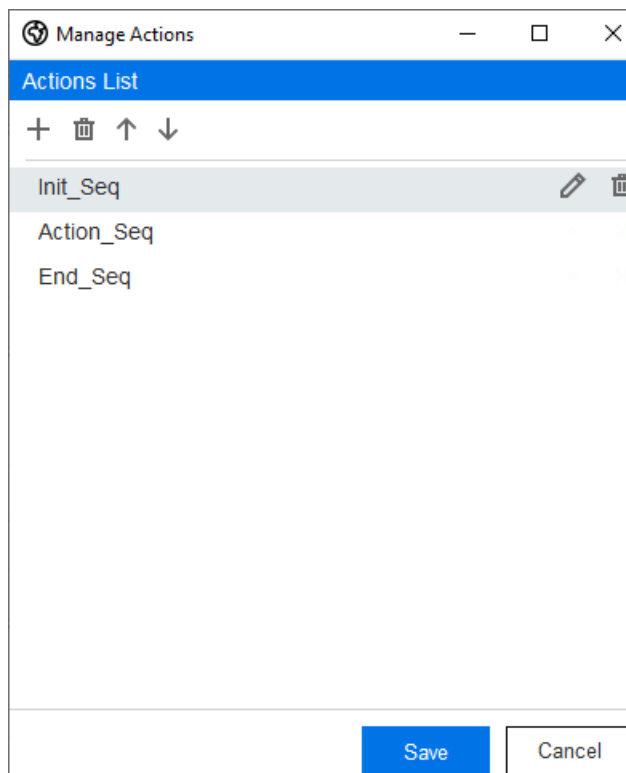 Manage Actions
Actions List
Init_Seq
Action_Seq
End_Seq
Save Cancel